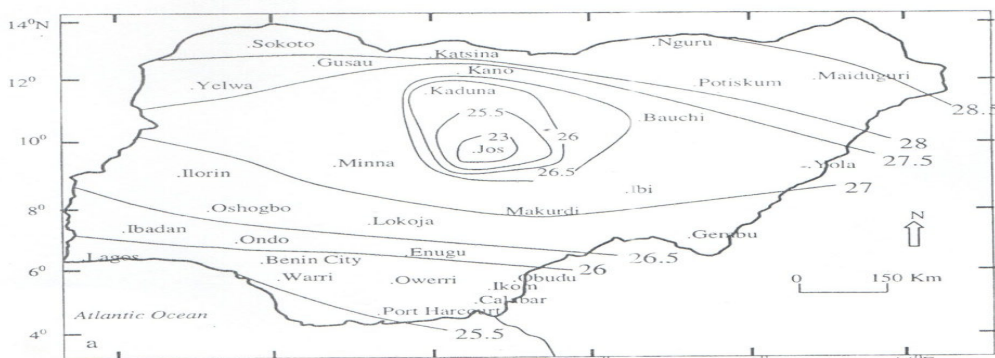 14°N
Sokoto
Nguru
Katsina
Gusau
Kano
12°
Yelwa
Potiskum
Maiduguri
Kaduna
28.5
25.5
26
Bauchi
28
10°
23
Jos
27.5
Minna
26.5
Yola
Ilorin
Ibi
27
8°
Oshogbo
Makurdi
Lokoja
N
Ibadan
Ondo
Gembu
Enugu
26.5
Lagos
Benin City
26
6°
Warri
Owerri
Obudu
0 150 Km
Ikom
Calabar
Atlantic Ocean
Port Harcourt
25.5
4°
a